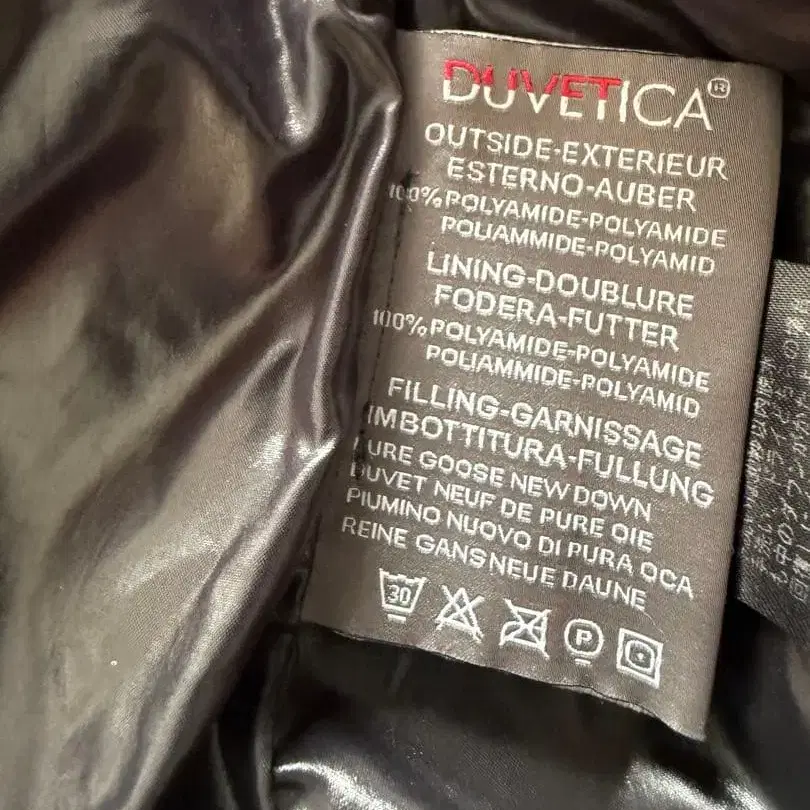 DUVETICA®
OUTSIDE-EXTERIEUR
ESTERNO-AUBER
100%POLYAMIDE-POLYAMIDE
POLIAMMIDE-POLYAMID
LINING-DOUBLURE
FODERA-FUTTER
100%POLYAMIDE-POLYAMIDE
POLIAMMIDE-POLYAMID
FILLING-GARNISSAGE
IMBOTTITURA-FULLUNG
PURE GOOSE NEW DOWN
DUVET NEUF DE PURE OIE
PIUMINO NUOVO DI PURA OCA
REINE GANSNEUE DAUNE
30 P